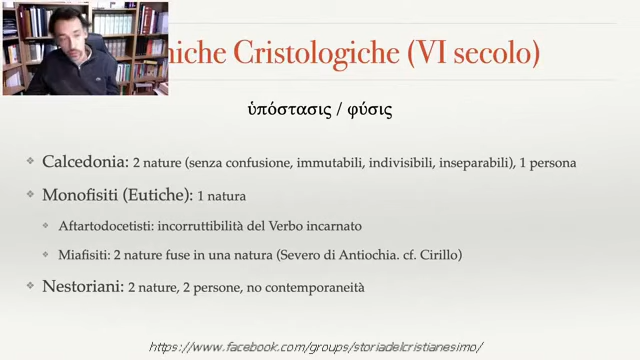 niche Cristologiche (VI secolo)
ὑπόστασις / φύσις
Calcedonia: 2 nature (senza confusione, immutabili, indivisibili, inseparabili), 1 persona
Monofisiti (Eutiche): 1 natura
Aftartodocetisti: incorruttibilità del Verbo incarnato
Miafisiti: 2 nature fuse in una natura (Severo di Antiochia. cf. Cirillo)
Nestoriani: 2 nature, 2 persone, no contemporaneità
https://www.facebook.com/groups/storiadelcristianesimo/